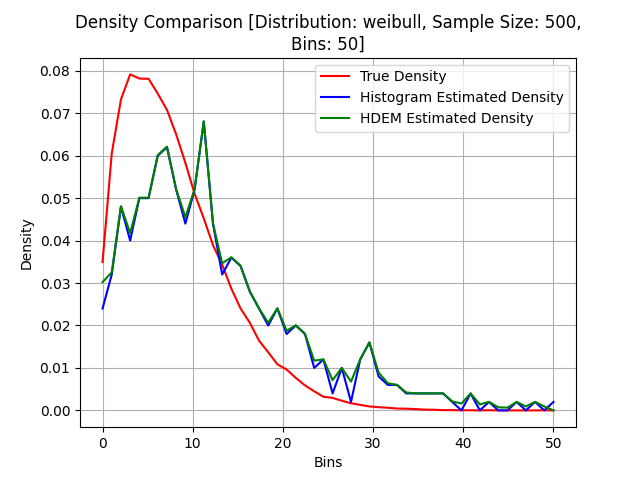 Density Comparison [Distribution: weibull, Sample Size: 500,
Bins: 50]
True Density
Histogram Estimated Density
HDEM Estimated Density
Density
0.08
0.07
0.06
0.05
0.04
0.03
0.02
0.01
0.00
0 10 20 30 40 50
Bins